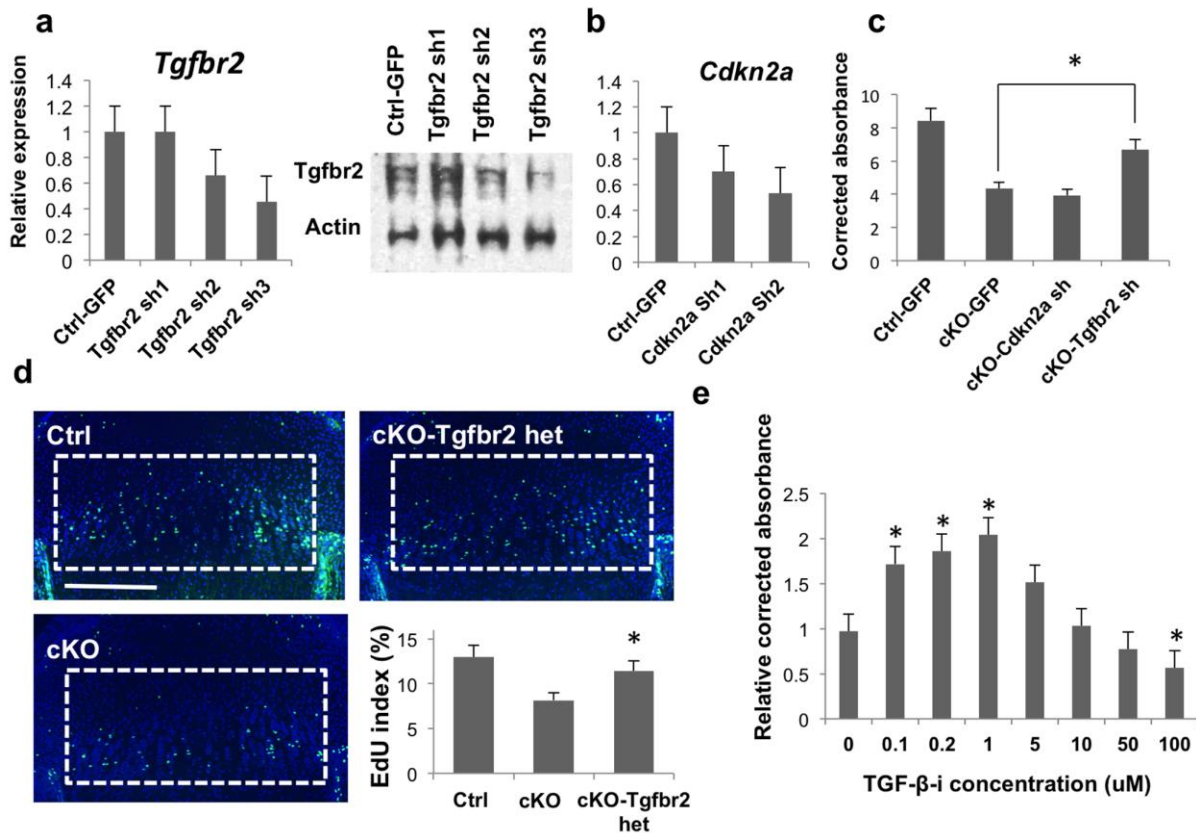 a
Tgfbr2
Relative expression
1.4
1.2
1
0.8
0.6
0.4
0.2
0
Ctrl-GFP
Tgfbr2 sh1
Tgfbr2 sh2
Tgfbr2 sh3
Ctrl-GFP
Tgfbr2 sh1
Tgfbr2 sh2
Tgfbr2 sh3
Tgfbr2
Actin
b
Cdkn2a
1.4
1.2
1
0.8
0.6
0.4
0.2
0
Ctrl-GFP
Cdkn2a Sh1
Cdkn2a Sh2
c
*
Corrected absorbance
10
8
6
4
2
0
Ctrl-GFP
cKO-GFP
cKO-Cdkn2a sh
cKO-Tgfbr2 sh
d
Ctrl
cKO-Tgfbr2 het
cKO
EdU index (%)
15
10
5
0
*
Ctrl
cKO
cKO-Tgfbr2
het
e
Relative corrected absorbance
2.5
2
1.5
1
0.5
0
* * * *
0 0.1 0.2 1 5 10 50 100
TGF-β-i concentration (uM)